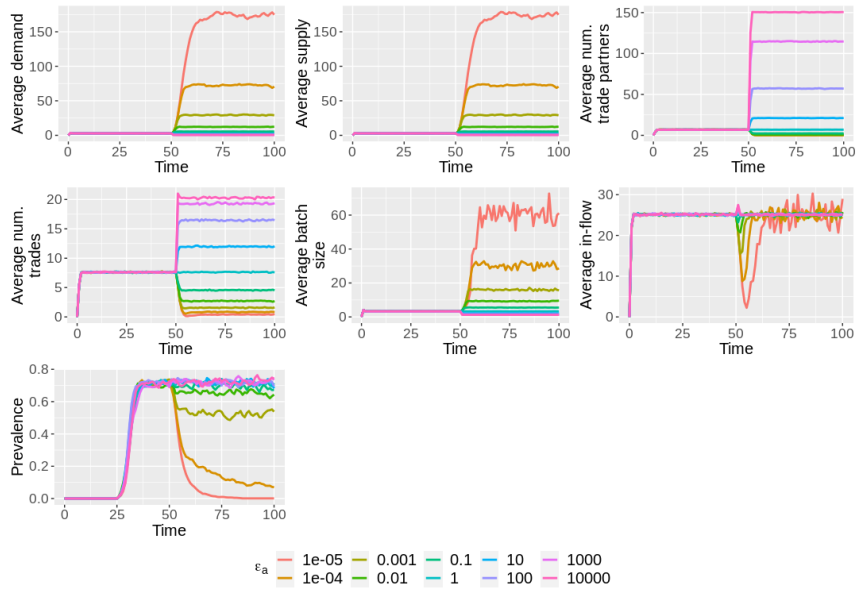 Average demand
150
100
50
0
0 25 50 75 100
Time
Average supply
150
100
50
0
0 25 50 75 100
Time
Average num.
trade partners
150
100
50
0
0 25 50 75 100
Time
Average num.
trades
20
15
10
5
0
0 25 50 75 100
Time
Average batch
size
60
40
20
0
0 25 50 75 100
Time
Average in-flow
30
20
10
0
0 25 50 75 100
Time
Prevalence
0.8
0.6
0.4
0.2
0.0
0 25 50 75 100
Time
εa
1e-05 0.001 0.1 10 1000
1e-04 0.01 1 100 10000